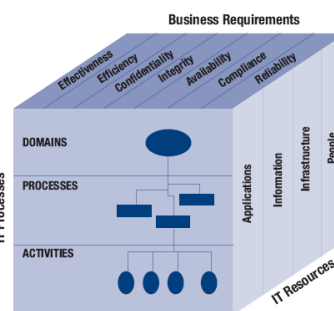 Business Requirements
Effectiveness
Efficiency
Confidentiality
Integrity
Availability
Compliance
Reliability
DOMAINS
PROCESSES
ACTIVITIES
IT Processes
Applications
Information
Infrastructure
People
IT Resources